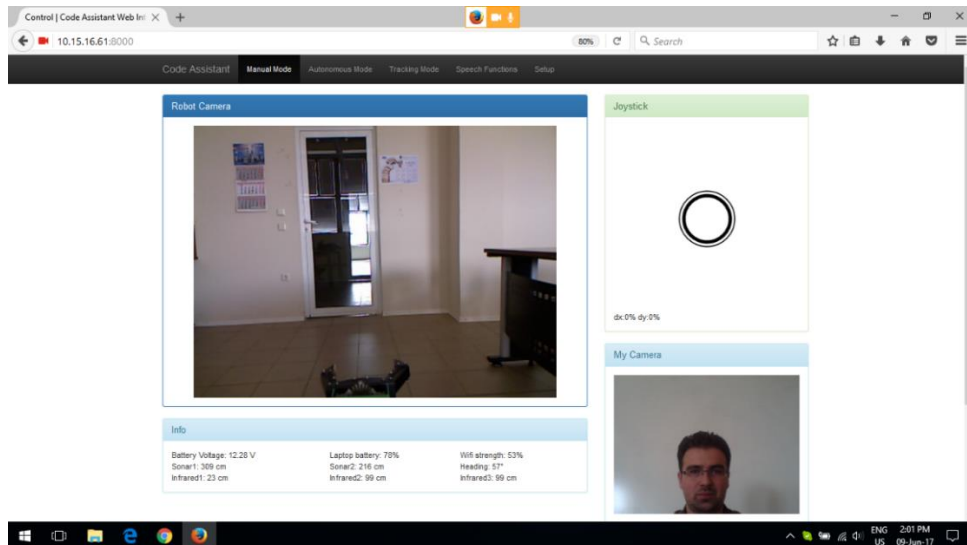 Control | Code Assistant Web Int
10.15.16.61:8000
80%
Search
Code Assistant Manual Mode Autonomous Mode Tracking Mode Speech Functions Setup
Robot Camera
Joystick
dx:0% dy:0%
My Camera
Info
Battery Voltage: 12.28 V Laptop battery: 78% Wifi strength: 53%
Sonar1: 309 cm Sonar2: 216 cm Heading: 57°
Infrared1: 23 cm Infrared2: 99 cm Infrared3: 99 cm
ENG 2:01 PM
US 09-Jun-17